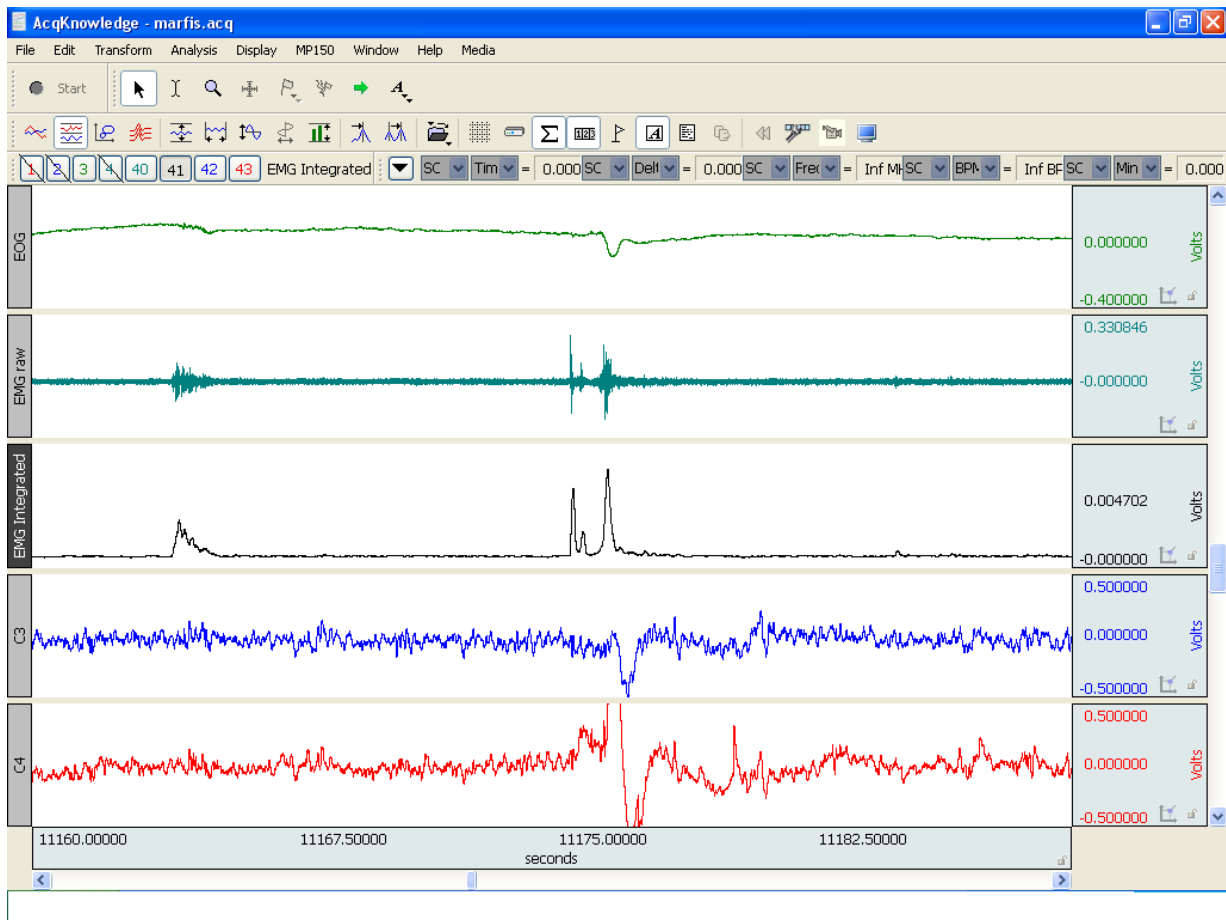 AcqKnowledge - marfis.acq
File Edit Transform Analysis Display MP150 Window Help Media
Start
1 2 3 4 40 41 42 43 EMG Integrated SC Tim = 0.000 SC Delt = 0.000 SC Fre = Inf MH SC BPM = Inf BF SC Min = 0.000
EOG
0.000000
-0.400000
Volts
EMG raw
0.330846
-0.000000
Volts
EMG Integrated
0.004702
-0.000000
Volts
C3
0.500000
0.000000
-0.500000
Volts
C4
0.500000
0.000000
-0.500000
Volts
11160.00000 11167.50000 11175.00000 11182.50000
seconds